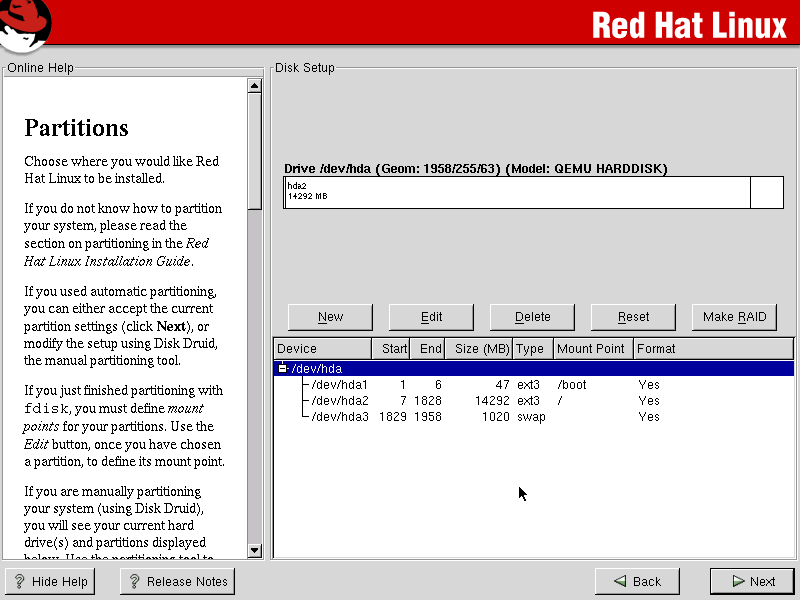 Red Hat Linux
Online Help
Partitions
Choose where you would like Red
Hat Linux to be installed.
If you do not know how to partition
your system, please read the
section on partitioning in the Red
Hat Linux Installation Guide.
If you used automatic partitioning,
you can either accept the current
partition settings (click Next), or
modify the setup using Disk Druid,
the manual partitioning tool.
If you just finished partitioning with
fdisk, you must define mount
points for your partitions. Use the
Edit button, once you have chosen
a partition, to define its mount point.
If you are manually partitioning
your system (using Disk Druid),
you will see your current hard
drive(s) and partitions displayed
below. Use the partitioning tool to
Disk Setup
Drive /dev/hda (Geom: 1958/255/63) (Model: QEMU HARDDISK)
hda2
14292 MB
New Edit Delete Reset Make RAID
Device Start End Size (MB) Type Mount Point Format
/dev/hda
/dev/hda1 1 6 47 ext3 /boot Yes
/dev/hda2 7 1828 14292 ext3 / Yes
/dev/hda3 1829 1958 1020 swap Yes
Hide Help Release Notes Back Next